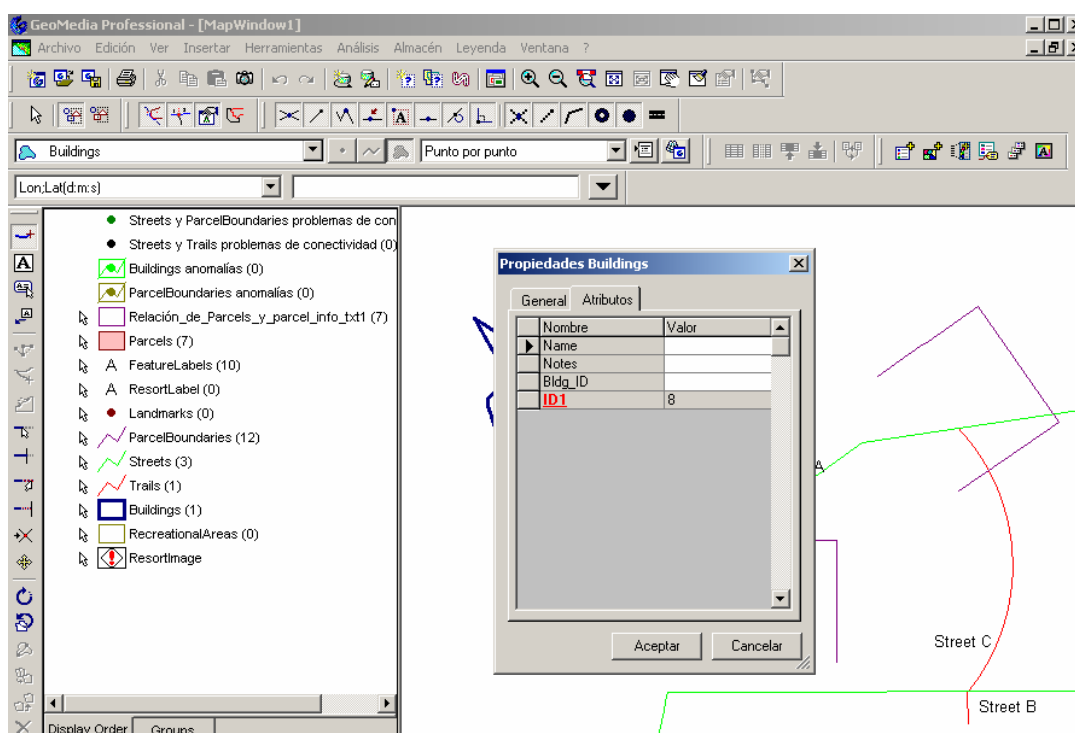 GeoMedia Professional - [MapWindow1]
Archivo Edición Ver Insertar Herramientas Análisis Almacén Leyenda Ventana ?
Buildings
Punto por punto
Lon;Lat(d:m:s)
Streets y ParcelBoundaries problemas de con
Streets y Trails problemas de conectividad (0)
Buildings anomalías (0)
ParcelBoundaries anomalías (0)
Relación_de_Parcels_y_parcel_info_txt1 (7)
Parcels (7)
A FeatureLabels (10)
A ResortLabel (0)
Landmarks (0)
ParcelBoundaries (12)
Streets (3)
Trails (1)
Buildings (1)
RecreationalAreas (0)
ResortImage
Display Order Groups
Propiedades Buildings
General Atributos
Nombre Valor
Name
Notes
Bldg_ID
ID1 8
Aceptar Cancelar
A
Street C
Street B